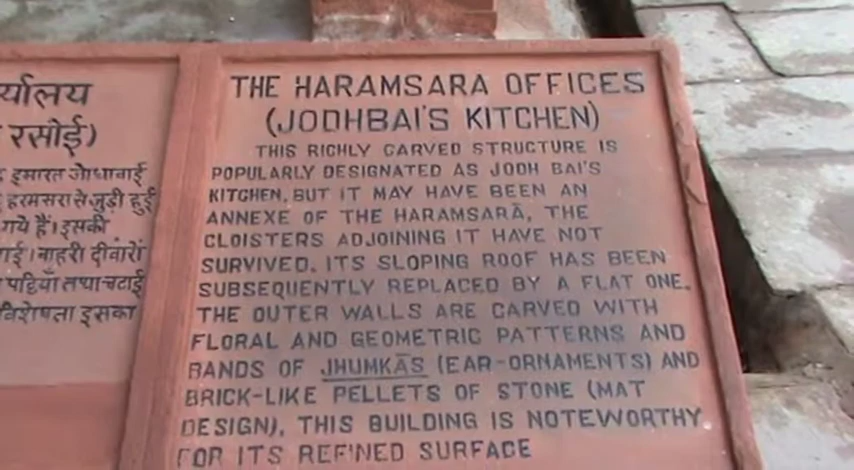 र्यालय
रसोई)
इमारत जोधाबाई
हरमसरा से जुड़ी हुई
गये हैं। इसकी
गई। बाहरी दीवारों
पट्टियाँ तथा चटाई
विशेषता इसका
THE HARAMSARA OFFICES
(JODHBAI'S KITCHEN)
THIS RICHLY CARVED STRUCTURE IS
POPULARLY DESIGNATED AS JODH BAI'S
KITCHEN. BUT IT MAY HAVE BEEN AN
ANNEXE OF THE HARAMSARĀ. THE
CLOISTERS ADJOINING IT HAVE NOT
SURVIVED. ITS SLOPING ROOF HAS BEEN
SUBSEQUENTLY REPLACED BY A FLAT ONE.
THE OUTER WALLS ARE CARVED WITH
FLORAL AND GEOMETRIC PATTERNS AND
BANDS OF JHUMKĀS (EAR-ORNAMENTS) AND
BRICK-LIKE PELLETS OF STONE (MAT
DESIGN). THIS BUILDING IS NOTEWORTHY
FOR ITS REFINED SURFACE